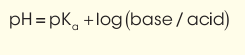 pH = pKₐ + log (base / acid)